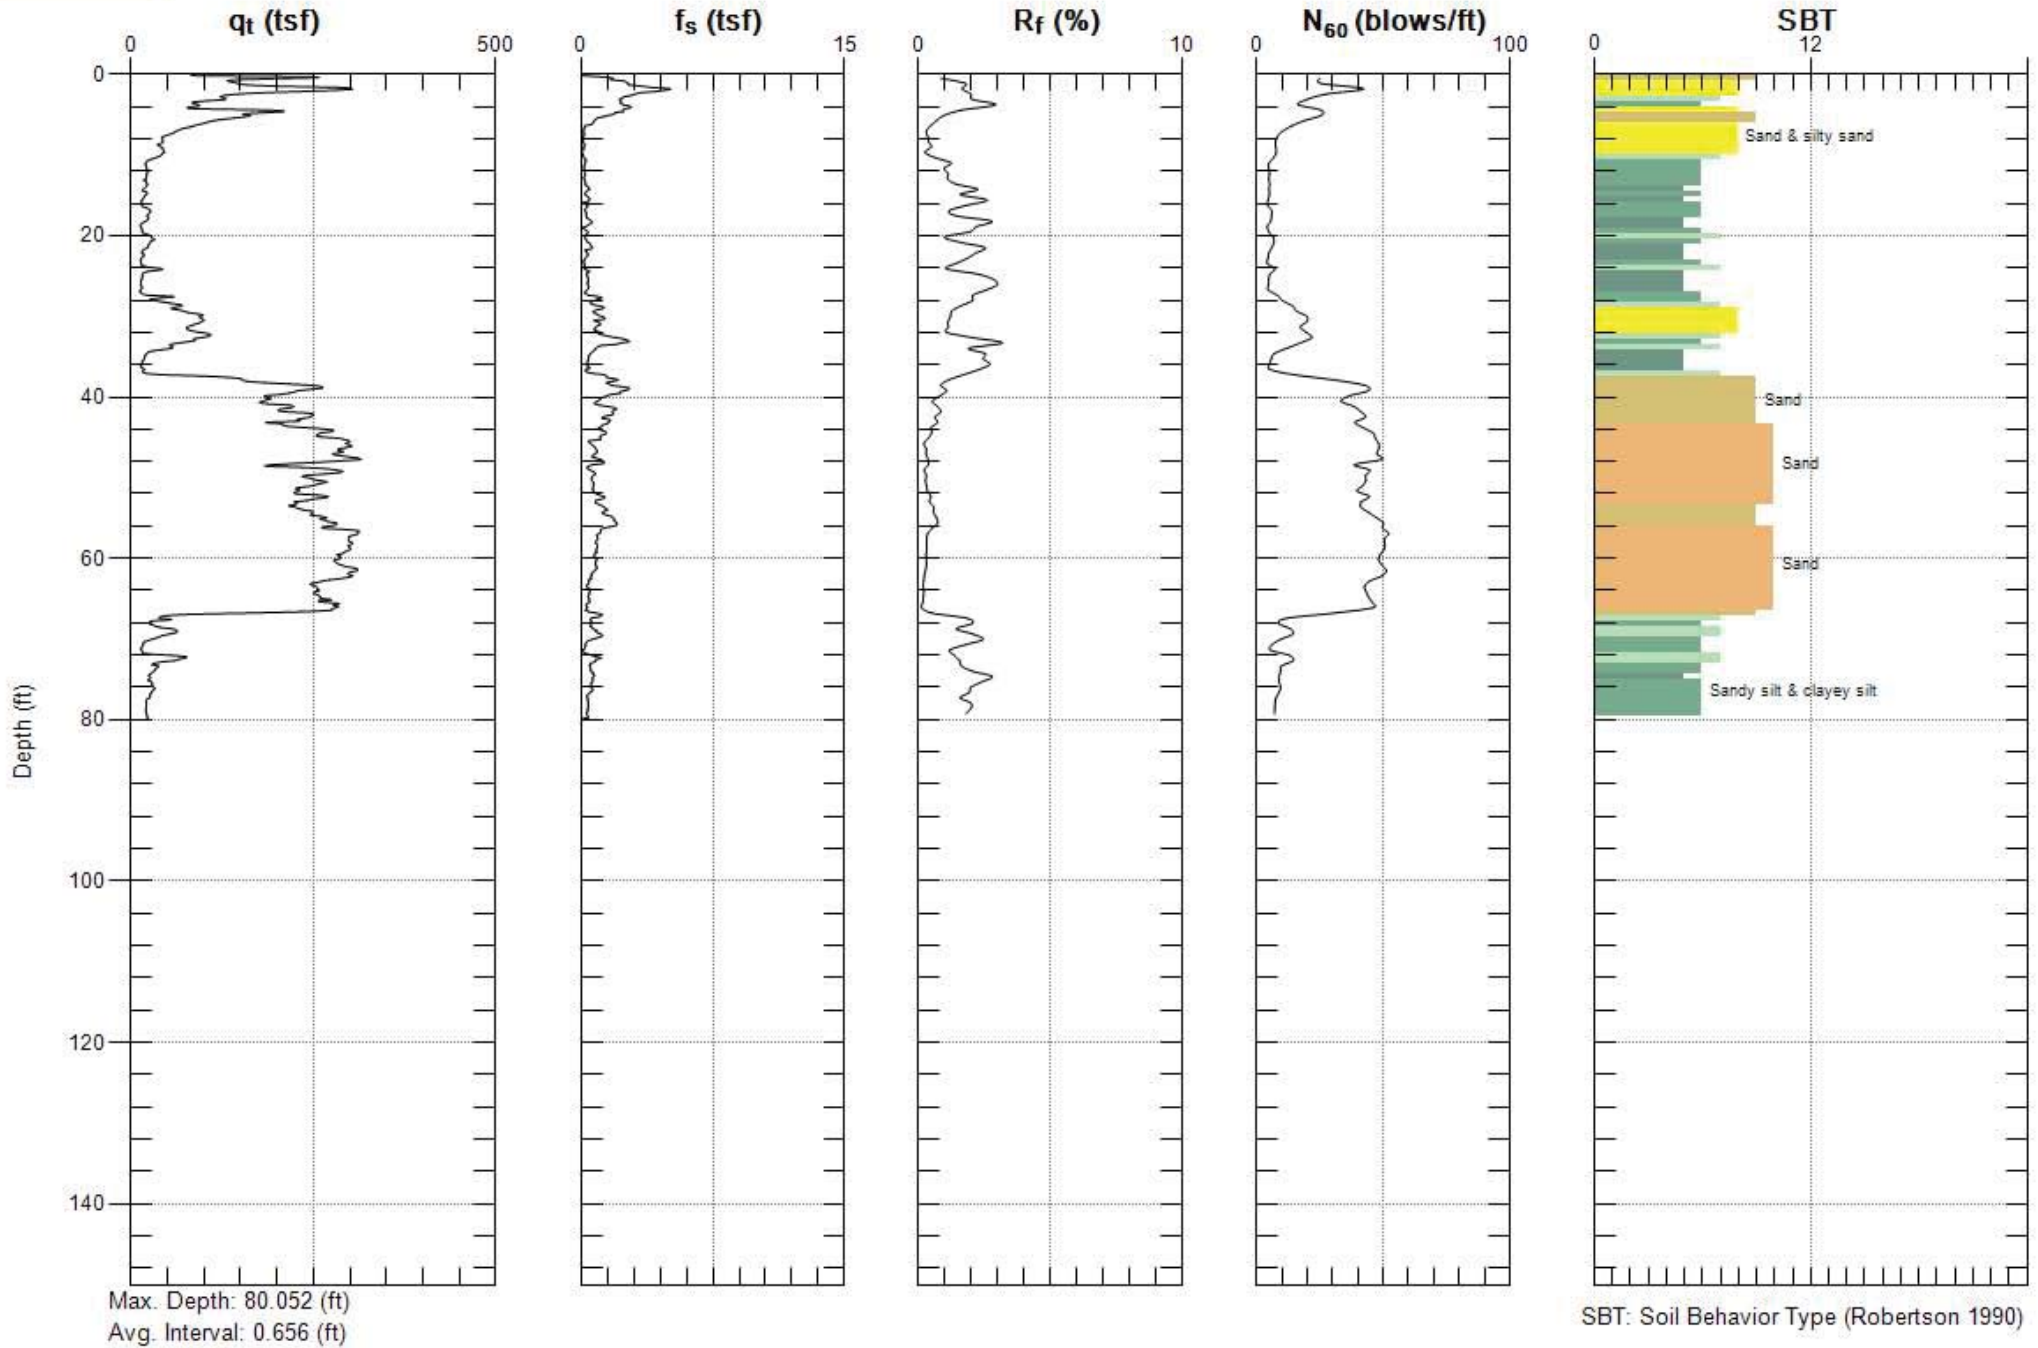 qt (tsf)
fs (tsf)
Rf (%)
N60 (blows/ft)
SBT
0 500
0 15
0 10
0 100
0 12
0
20
40
60
80
100
120
140
Depth (ft)
Sand & silty sand
Sand
Sand
Sand
Sandy silt & clayey silt
Max. Depth: 80.052 (ft)
Avg. Interval: 0.656 (ft)
SBT: Soil Behavior Type (Robertson 1990)